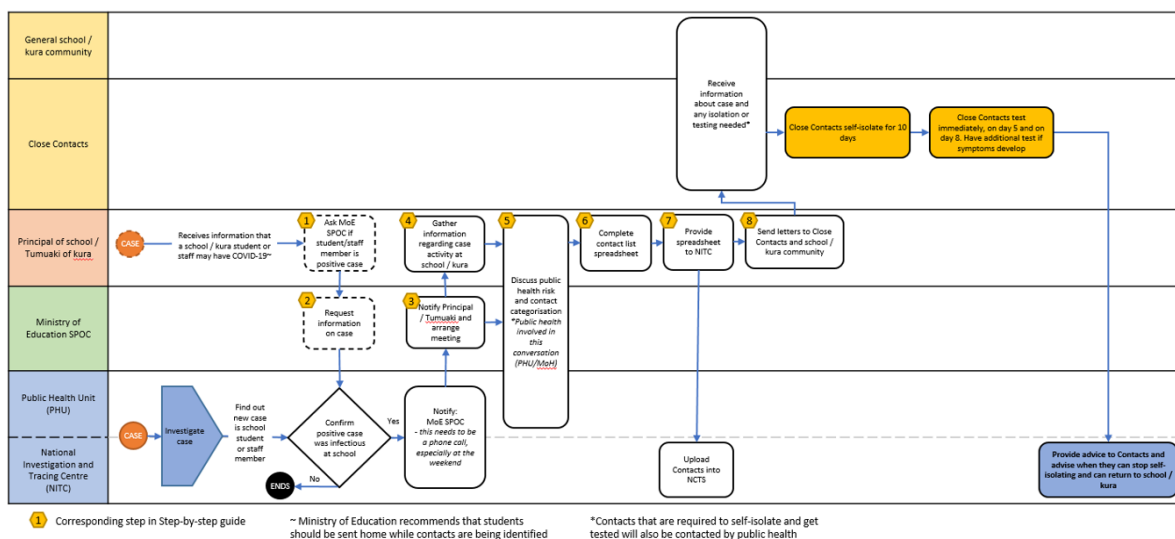 General school /
kura community
Close Contacts
Principal of school /
Tumuaki of kura
Ministry of
Education SPOC
Public Health Unit
(PHU)
National
Investigation and
Tracing Centre
(NITC)
Receive
information
about case and
any isolation or
testing needed*
Close Contacts self-isolate for 10
days
Close Contacts test
immediately, on day 5 and on
day 8. Have additional test if
symptoms develop
CASE
Receives information that
a school / kura student or
staff may have COVID-19~
1
Ask MoE
SPOC if
student/staff
member is
positive case
4
Gather
information
regarding case
activity at
school / kura
5
Discuss public
health risk
and contact
categorisation
*Public health
involved in
this
conversation
(PHU/MoH)
6
Complete
contact list
spreadsheet
7
Provide
spreadsheet
to NITC
8
Send letters to Close
Contacts and school /
kura community
2
Request
information
on case
3
Notify Principal
/ Tumuaki and
arrange
meeting
CASE
Investigate
case
Find out
new case
is school
student
or staff
member
Confirm
positive case
was infectious
at school
Yes
No
ENDS
Notify:
MoE SPOC
- this needs to be
a phone call,
especially at the
weekend
Upload
Contacts into
NCTS
Provide advice to Contacts and
advise when they can stop self-
isolating and can return to school /
kura
1 Corresponding step in Step-by-step guide
~ Ministry of Education recommends that students
should be sent home while contacts are being identified
*Contacts that are required to self-isolate and get
tested will also be contacted by public health